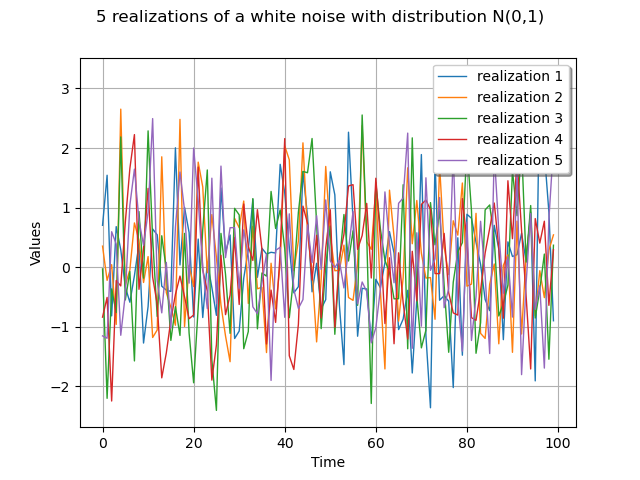 5 realizations of a white noise with distribution N(0,1)
realization 1
realization 2
realization 3
realization 4
realization 5
Values
3
2
1
0
−1
−2
0 20 40 60 80 100
Time